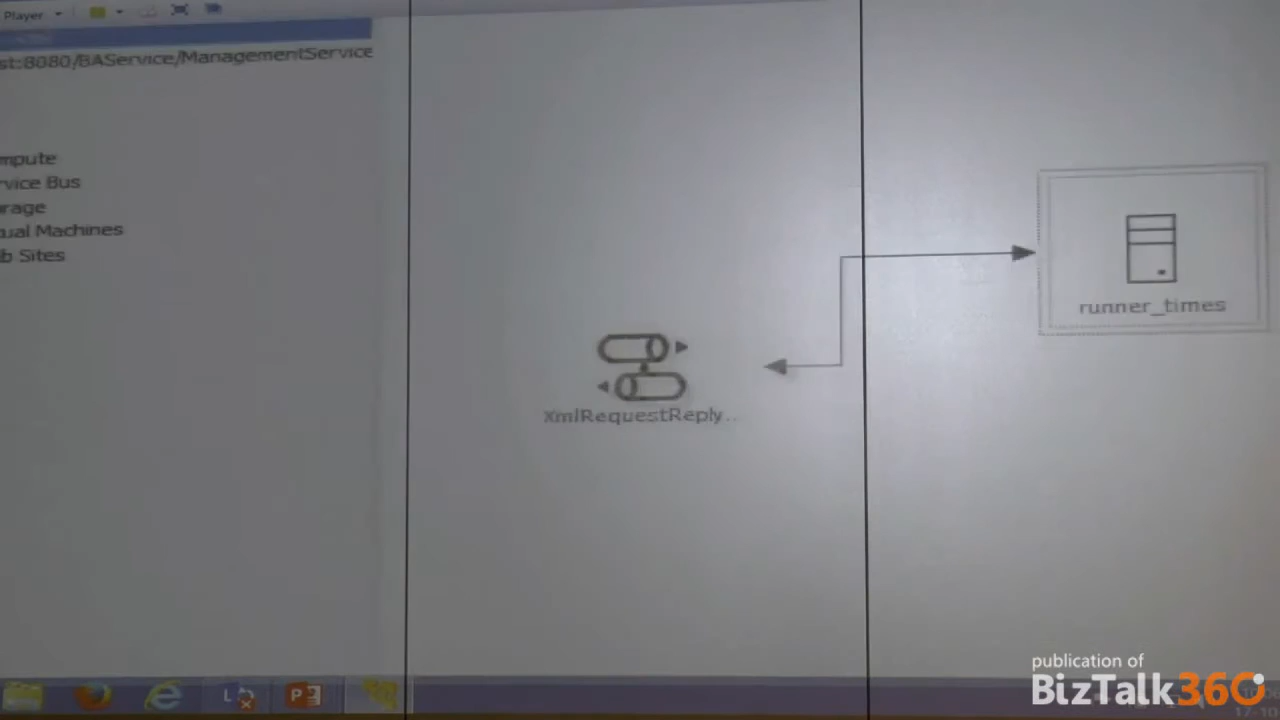 Player
st:8080/BAService/ManagementService
mpute
rvice Bus
rage
ual Machines
b Sites
runner_times
XmlRequestReply...
publication of
BizTalk360